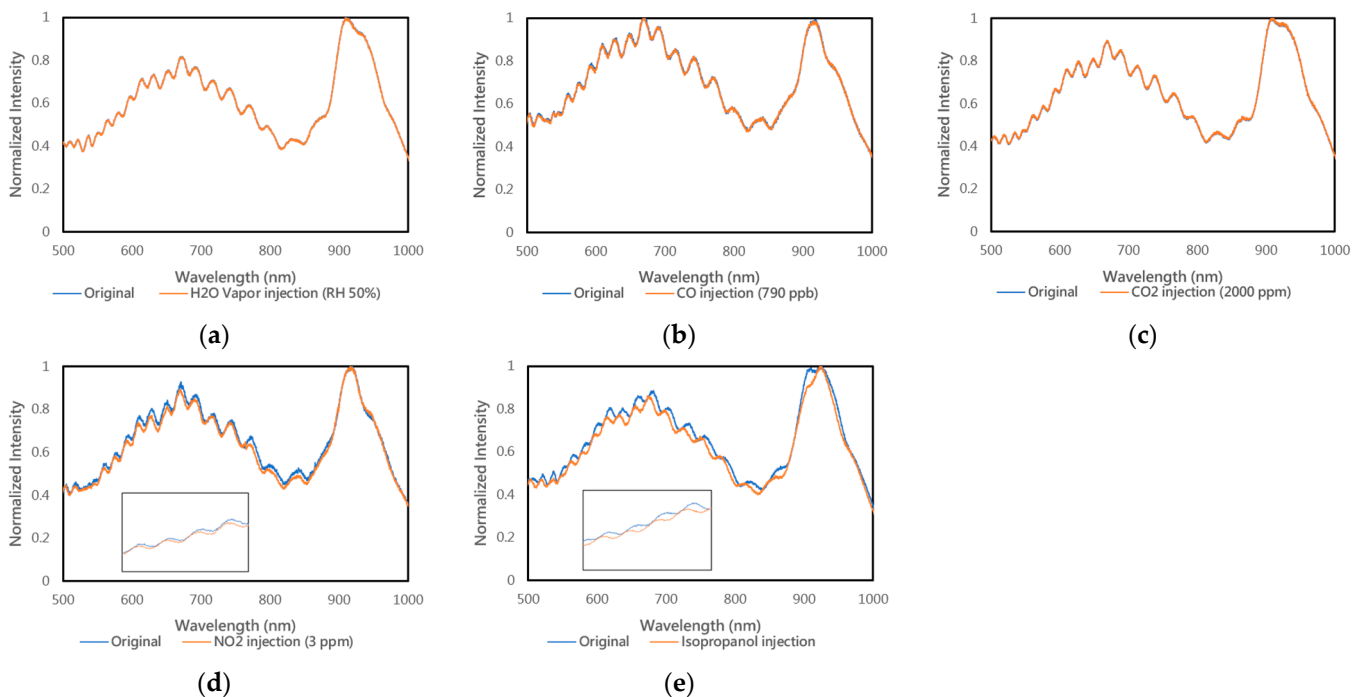 1
0.8
0.6
0.4
0.2
0
Normalized Intensity
500 600 700 800 900 1000
Wavelength (nm)
Original H2O Vapor injection (RH 50%)
(a)
1
0.8
0.6
0.4
0.2
0
Normalized Intensity
500 600 700 800 900 1000
Wavelength (nm)
Original CO injection (790 ppb)
(b)
1
0.8
0.6
0.4
0.2
0
Normalized Intensity
500 600 700 800 900 1000
Wavelength (nm)
Original CO2 injection (2000 ppm)
(c)
1
0.8
0.6
0.4
0.2
0
Normalized Intensity
500 600 700 800 900 1000
Wavelength (nm)
Original NO2 injection (3 ppm)
(d)
1
0.8
0.6
0.4
0.2
0
Normalized Intensity
500 600 700 800 900 1000
Wavelength (nm)
Original Isopropanol injection
(e)